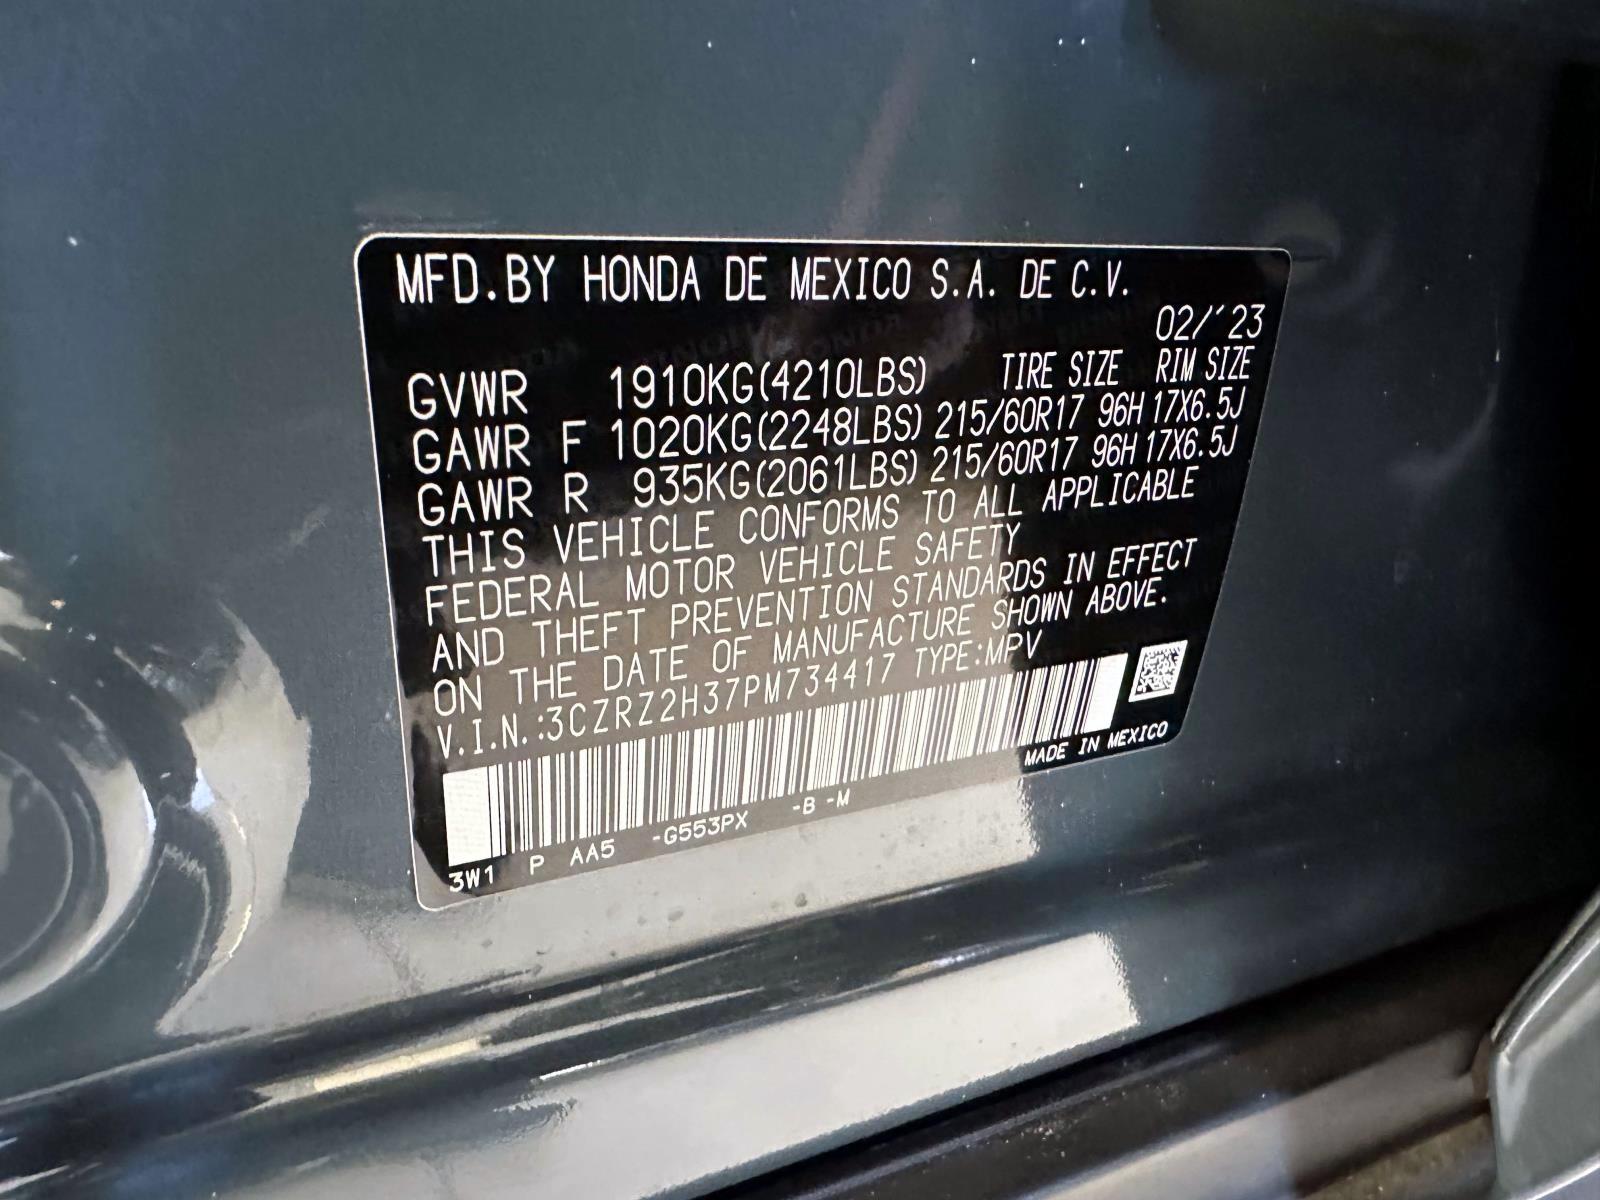 MFD.BY HONDA DE MEXICO S.A. DE C.V.
02/'23
GVWR 1910KG(4210LBS) TIRE SIZE RIM SIZE
GAWR F 1020KG(2248LBS) 215/60R17 96H 17X6.5J
GAWR R 935KG(2061LBS) 215/60R17 96H 17X6.5J
THIS VEHICLE CONFORMS TO ALL APPLICABLE
FEDERAL MOTOR VEHICLE SAFETY
AND THEFT PREVENTION STANDARDS IN EFFECT
ON THE DATE OF MANUFACTURE SHOWN ABOVE.
V.I.N.:3CZRZ2H37PM734417 TYPE:MPV
MADE IN MEXICO
3W1 P AA5 -G553PX -B -M